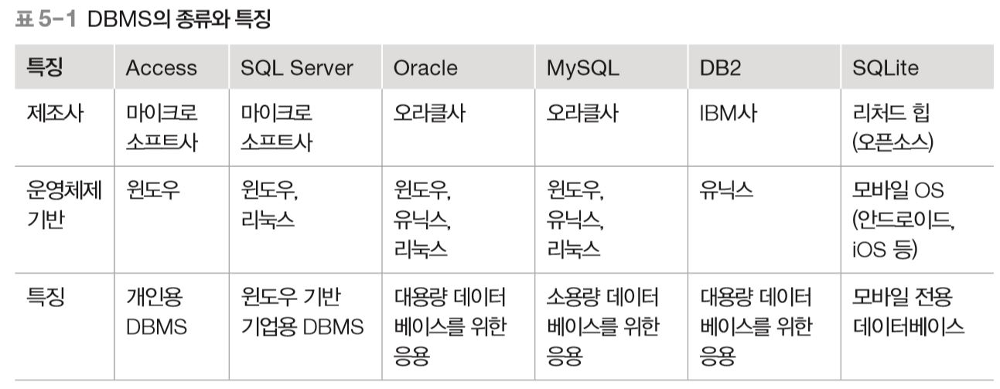 표 5-1 DBMS의 종류와 특징
특징 Access SQL Server Oracle MySQL DB2 SQLite
제조사 마이크로 마이크로 오라클사 오라클사 IBM사 리처드 힙
소프트사 소프트사 (오픈소스)
운영체제 윈도우 윈도우, 윈도우, 윈도우, 유닉스 모바일 OS
기반 리눅스 유닉스, 유닉스, (안드로이드,
리눅스 리눅스 iOS 등)
특징 개인용 윈도우 기반 대용량 데이터 소용량 데이터 대용량 데이터 모바일 전용
DBMS 기업용 DBMS 베이스를 위한 베이스를 위한 베이스를 위한 데이터베이스
응용 응용 응용